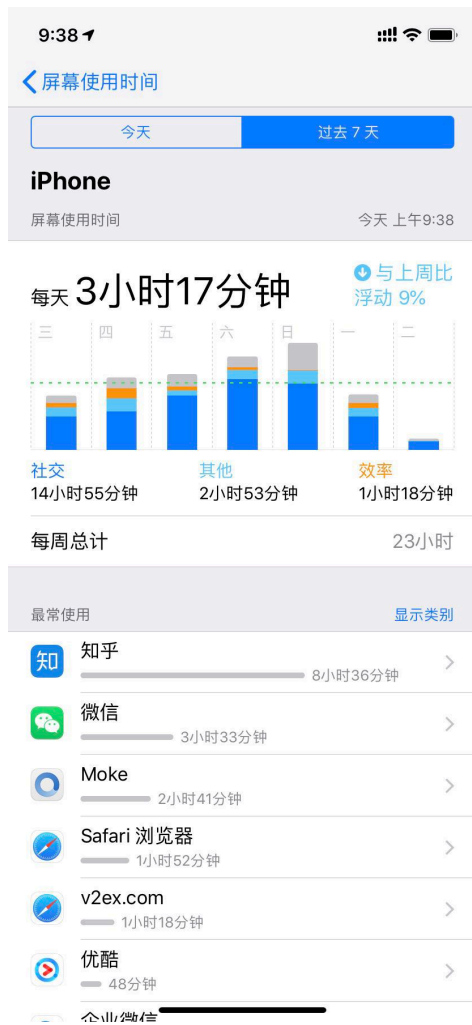 9:38
屏幕使用时间
今天 过去 7 天
iPhone
屏幕使用时间 今天 上午9:38
每天 3小时17分钟
与上周比
浮动 9%
三 四 五 六 日 一 二
社交 其他 效率
14小时55分钟 2小时53分钟 1小时18分钟
每周总计 23小时
最常使用 显示类别
知
知乎
8小时36分钟
微信
3小时33分钟
Moke
2小时41分钟
Safari 浏览器
1小时52分钟
v2ex.com
1小时18分钟
优酷
48分钟
企业微信